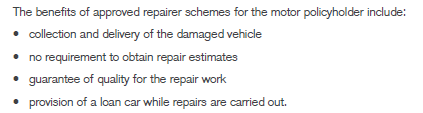 The benefits of approved repairer schemes for the motor policyholder include:
• collection and delivery of the damaged vehicle
• no requirement to obtain repair estimates
• guarantee of quality for the repair work
• provision of a loan car while repairs are carried out.